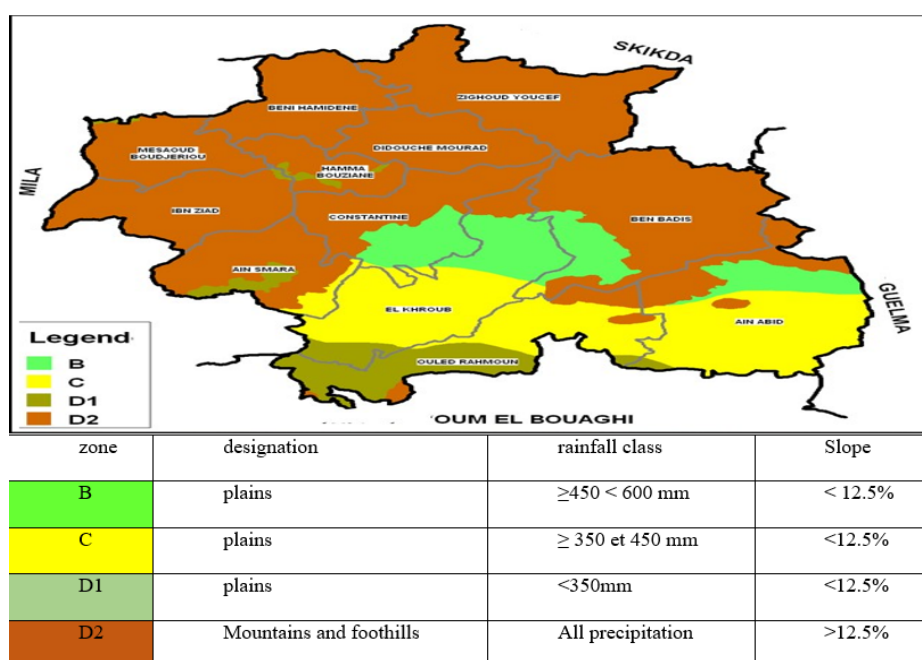 SKIKDA
ZIGHOUD YOUCEF
BENI HAMIDENE
MESAOUD
BOUDJERIOU
DIDOUCHE MOURAD
HAMMA
BOUZIANE
MILA
IBN ZIAD
CONSTANTINE
BEN BADIS
AIN SMARA
GUELMA
EL KHROUB
AIN ABID
OULED RAHMOUN
Legend
B
C
D1
D2
'OUM EL BOUAGHI
zone designation rainfall class Slope
B plains ≥450 < 600 mm < 12.5%
C plains ≥ 350 et 450 mm <12.5%
D1 plains <350mm <12.5%
D2 Mountains and foothills All precipitation >12.5%